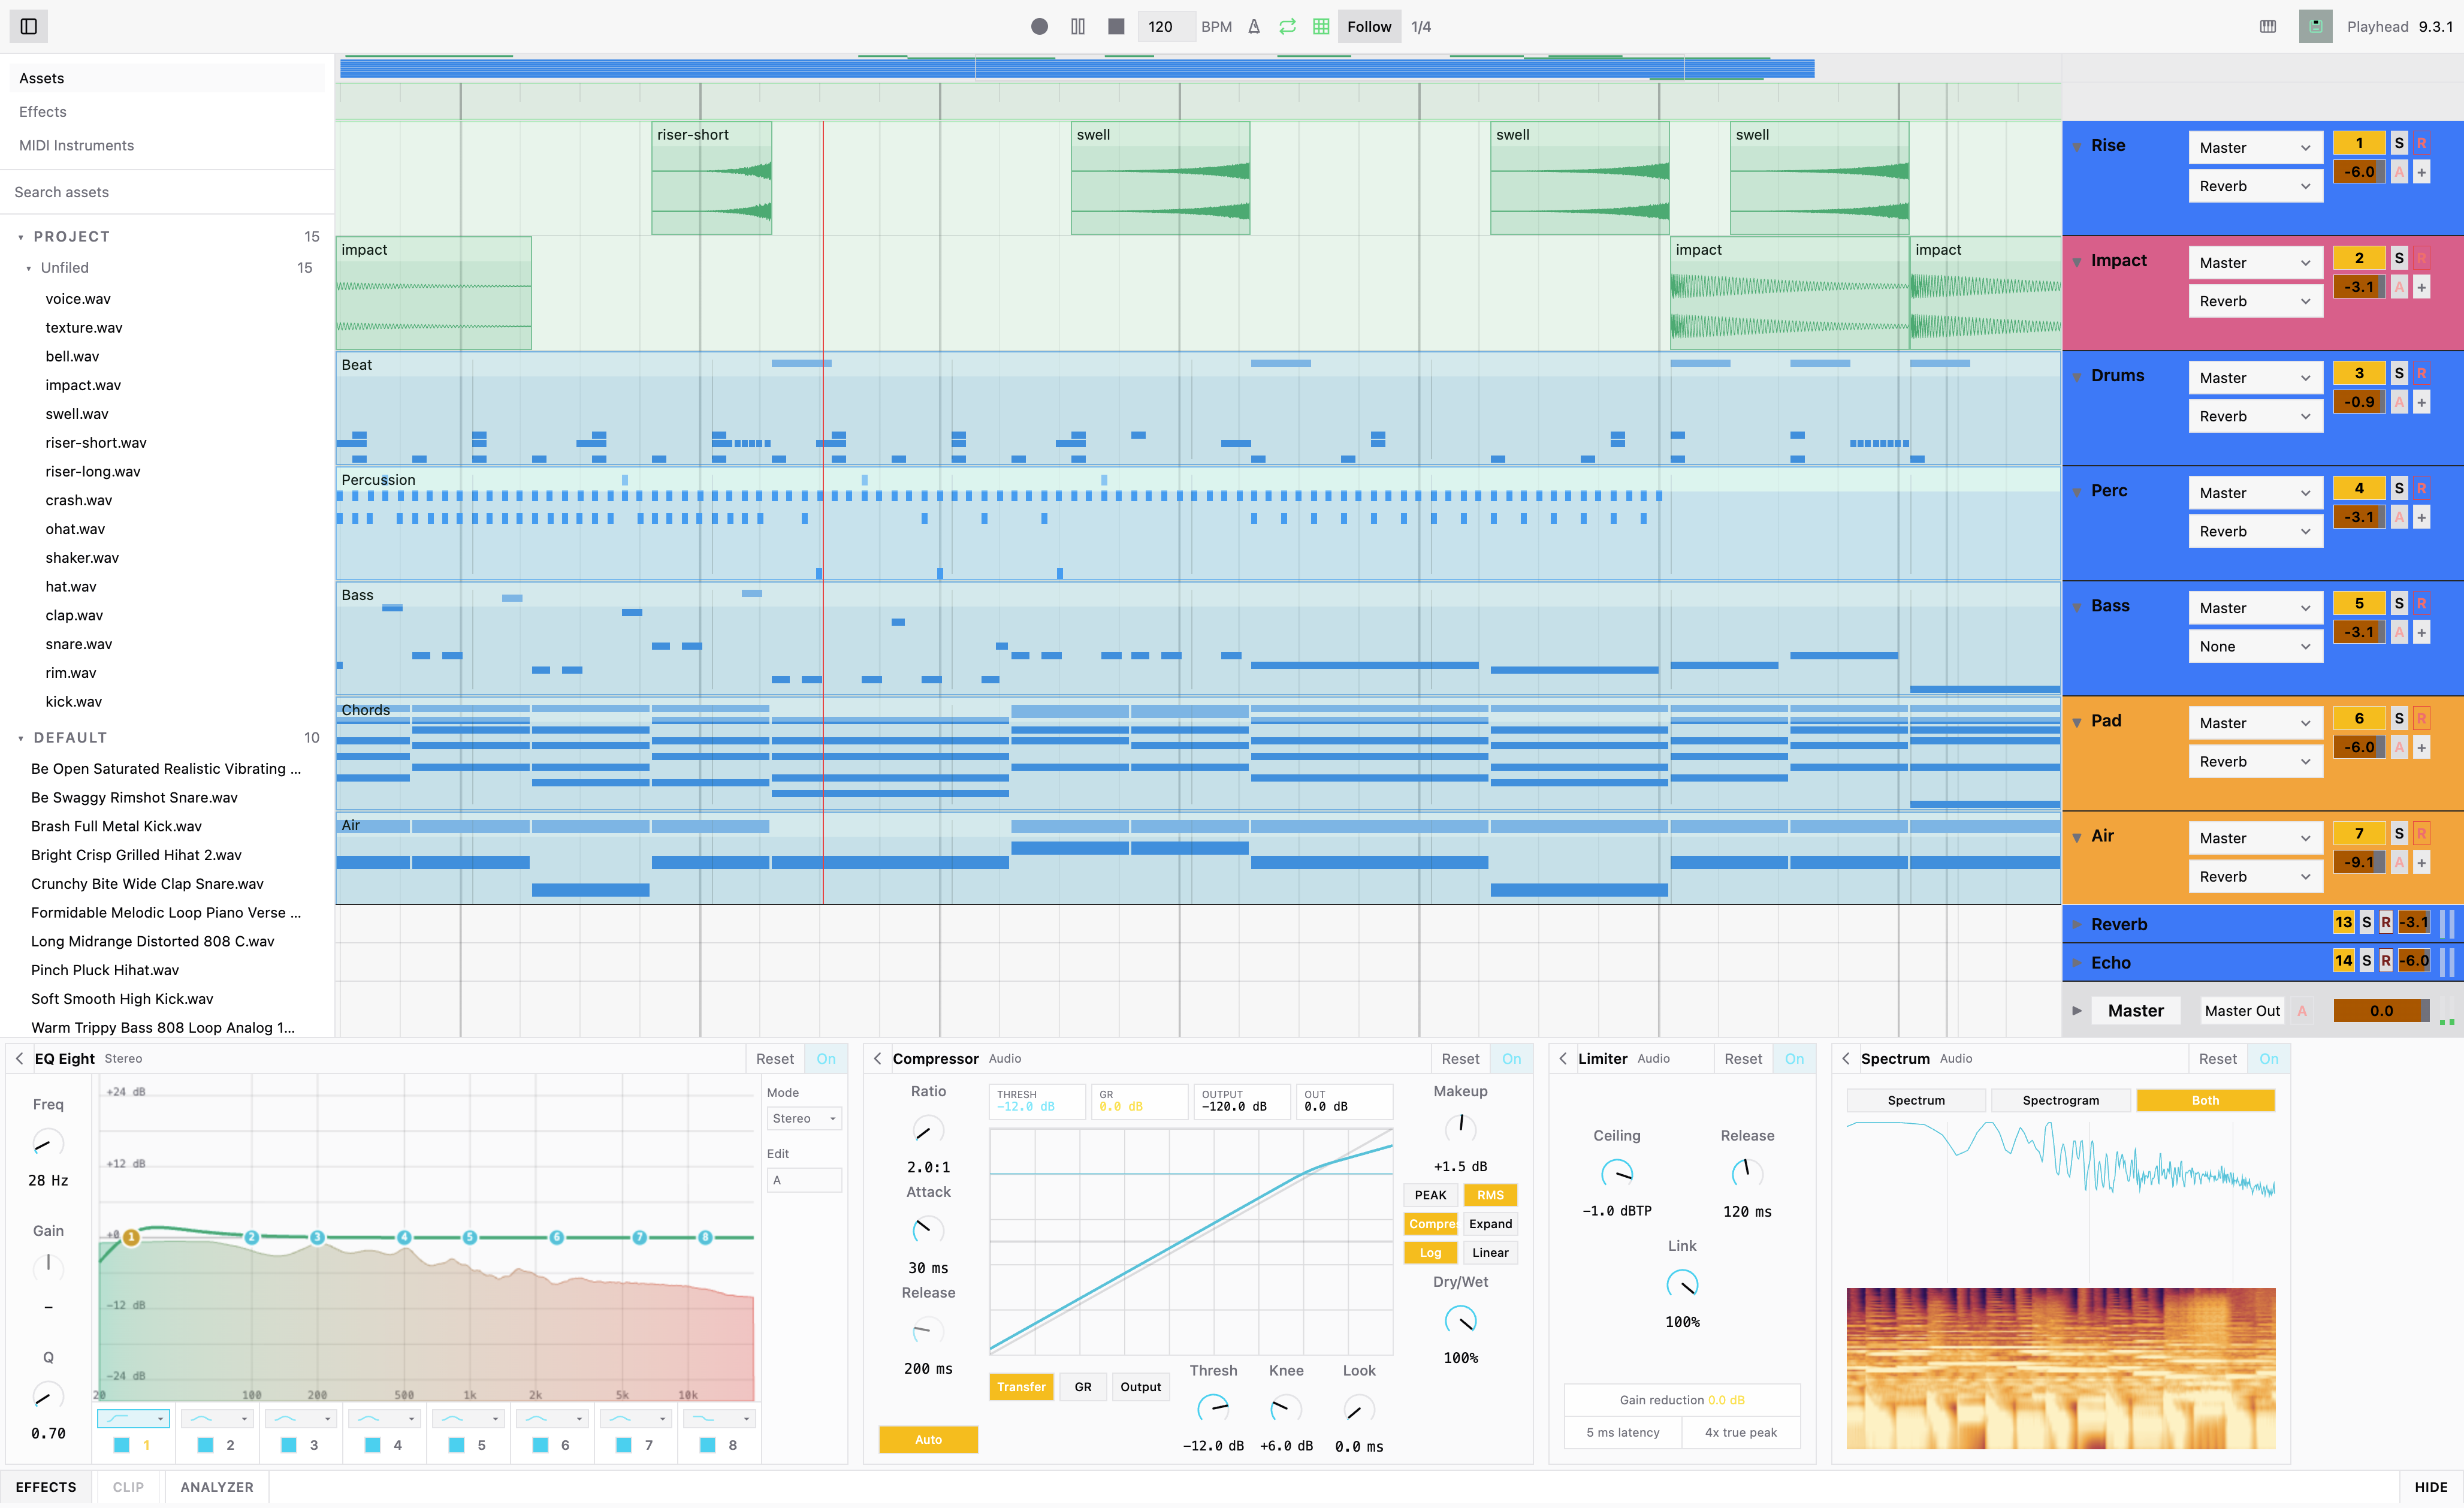 120 BPM Follow 1/4 Playhead 9.3.1
Assets
Effects
MIDI Instruments
Search assets
PROJECT 15
Unfiled 15
voice.wav
texture.wav
bell.wav
impact.wav
swell.wav
riser-short.wav
riser-long.wav
crash.wav
ohat.wav
shaker.wav
hat.wav
clap.wav
snare.wav
rim.wav
kick.wav
DEFAULT 10
Be Open Saturated Realistic Vibrating ...
Be Swaggy Rimshot Snare.wav
Brash Full Metal Kick.wav
Bright Crisp Grilled Hihat 2.wav
Crunchy Bite Wide Clap Snare.wav
Formidable Melodic Loop Piano Verse ...
Long Midrange Distorted 808 C.wav
Pinch Pluck Hihat.wav
Soft Smooth High Kick.wav
Warm Trippy Bass 808 Loop Analog 1...
riser-short swell swell swell
impact impact impact
Beat
Percussion
Bass
Chords
Air
Rise Master 1 S R
Reverb -6.0 A +
Impact Master 2 S R
Reverb -3.1 A +
Drums Master 3 S R
Reverb -0.9 A +
Perc Master 4 S R
Reverb -3.1 A +
Bass Master 5 S R
None -3.1 A +
Pad Master 6 S R
Reverb -6.0 A +
Air Master 7 S R
Reverb -9.1 A +
Reverb 13 S R -3.1
Echo 14 S R -6.0
Master Master Out A 0.0
EQ Eight Stereo Reset On
Freq
28 Hz
Gain
–
Q
0.70
+24 dB
+12 dB
+0
-12 dB
-24 dB
1 2 3 4 5 6 7 8
20 100 200 500 1k 2k 5k 10k
1 2 3 4 5 6 7 8
Mode
Stereo
Edit
A
Compressor Audio Reset On
Ratio
2.0:1
Attack
30 ms
Release
200 ms
Auto
THRESH GR OUTPUT OUT
-12.0 dB 0.0 dB -120.0 dB 0.0 dB
Transfer GR Output
Thresh Knee Look
-12.0 dB +6.0 dB 0.0 ms
Makeup
+1.5 dB
PEAK RMS
Compre Expand
Log Linear
Dry/Wet
100%
Limiter Audio Reset On
Ceiling Release
-1.0 dBTP 120 ms
Link
100%
Gain reduction 0.0 dB
5 ms latency 4x true peak
Spectrum Audio Reset On
Spectrum Spectrogram Both
EFFECTS CLIP ANALYZER HIDE